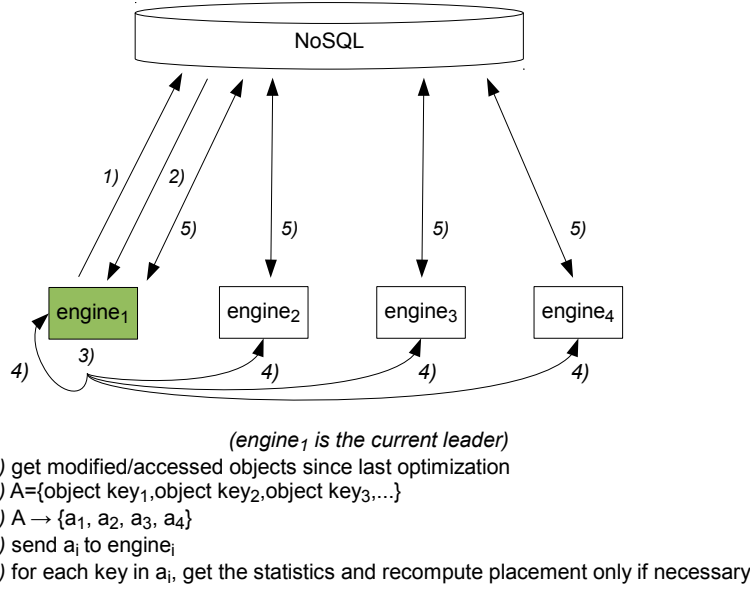 NoSQL
1)
2)
5)
5)
5)
5)
engine1
engine2
engine3
engine4
3)
4)
4)
4)
4)
(engine1 is the current leader)
) get modified/accessed objects since last optimization
) A={object key1,object key2,object key3,...}
) A → {a1, a2, a3, a4}
) send ai to enginei
) for each key in ai, get the statistics and recompute placement only if necessary